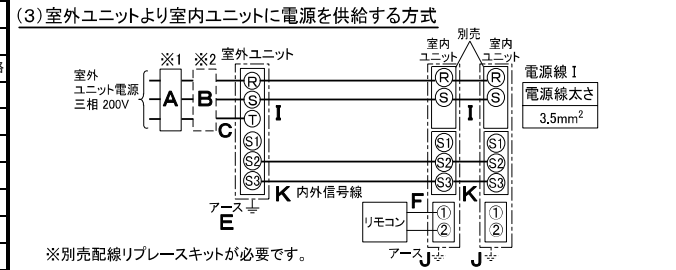 (3)室外ユニットより室内ユニットに電源を供給する方式
※1 ※2 室外ユニット 室内ユニット 別売 室内ユニット
室外
ユニット電源
三相 200V
A B C
R
S
T
S1
S2
S3
I
K 内外信号線
R
S
S1
S2
S3
I
K
R
S
S1
S2
S3
電源線 I
電源線太さ
3.5mm²
アース
E
リモコン
F
①
②
①
②
アース J J
※別売配線リプレースキットが必要です。